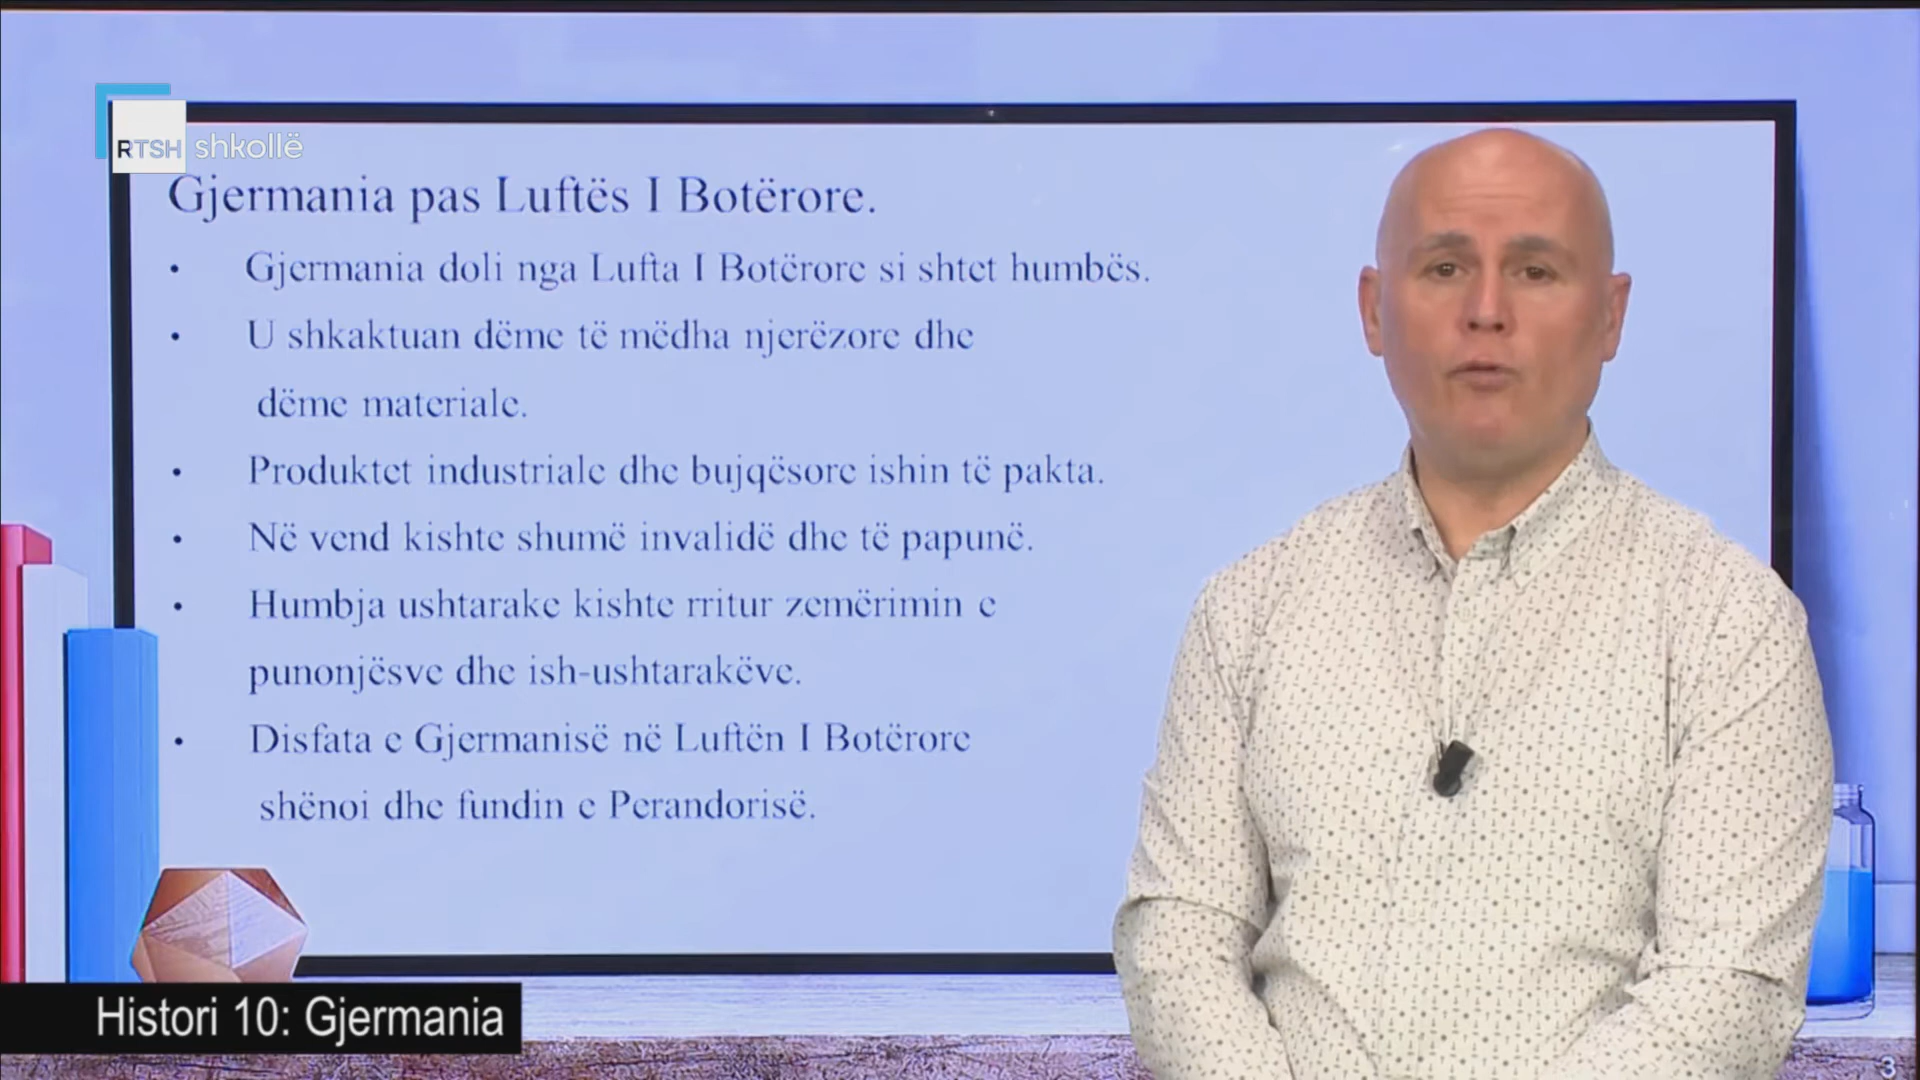 RTSH shkollë
Gjermania pas Luftës I Botërore.
• Gjermania doli nga Lufta I Botërore si shtet humbës.
• U shkaktuan dëme të mëdha njerëzore dhe
dëme materiale.
• Produktet industriale dhe bujqësore ishin të pakta.
• Në vend kishte shumë invalidë dhe të papunë.
• Humbja ushtarake kishte rritur zemërimin e
punonjësve dhe ish-ushtarakëve.
• Disfata e Gjermanisë në Luftën I Botërore
shënoi dhe fundin e Perandorisë.
Histori 10: Gjermania
3